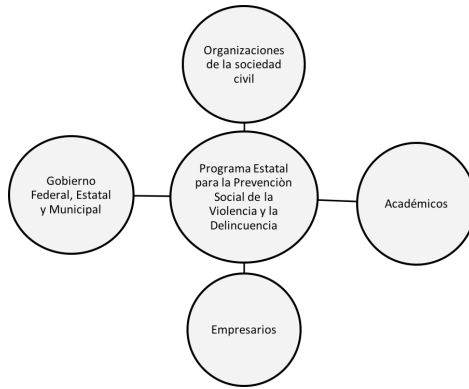 Organizaciones
de la sociedad
civil
Gobierno
Federal, Estatal
y Municipal
Programa Estatal
para la Prevenciòn
Social de la
Violencia y la
Delincuencia
Académicos
Empresarios